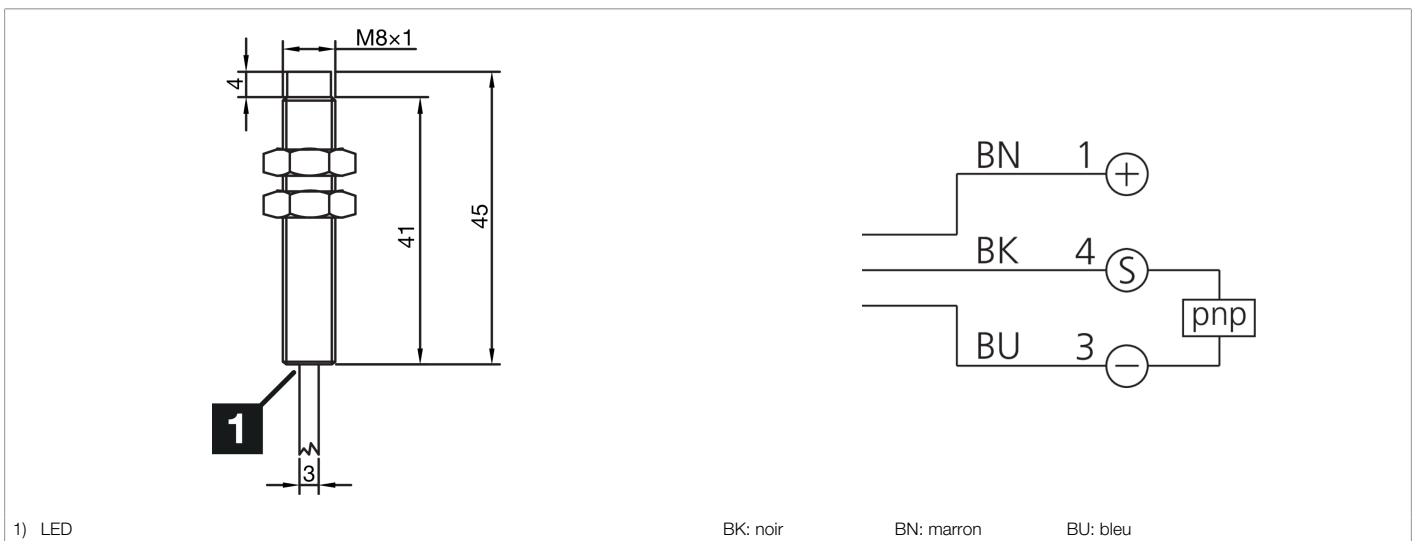 M8×1
4
41
45
1
3
BN 1 +
BK 4 S
pnp
BU 3 −
1) LED
BK: noir BN: marron BU: bleu